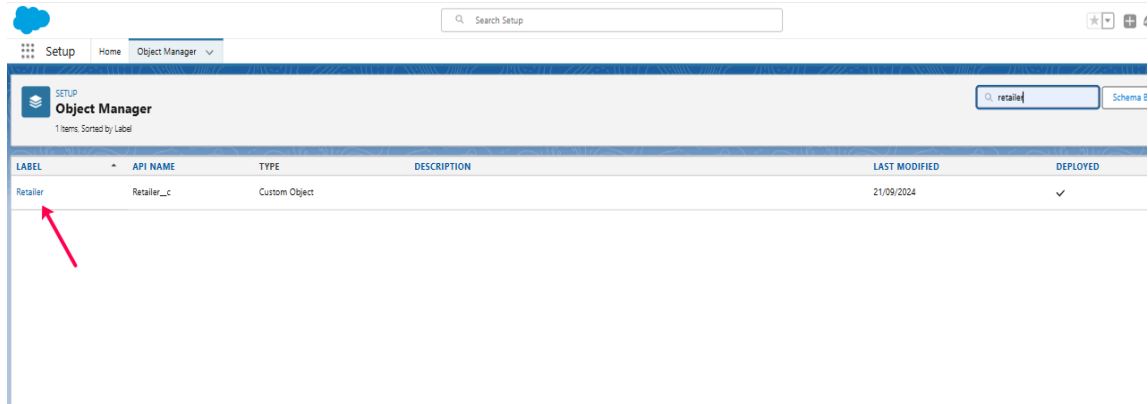 Search Setup
Setup Home Object Manager
SETUP
Object Manager
1 Items, Sorted by Label
retailer
Schema B
LABEL API NAME TYPE DESCRIPTION LAST MODIFIED DEPLOYED
Retailer Retailer__c Custom Object 21/09/2024